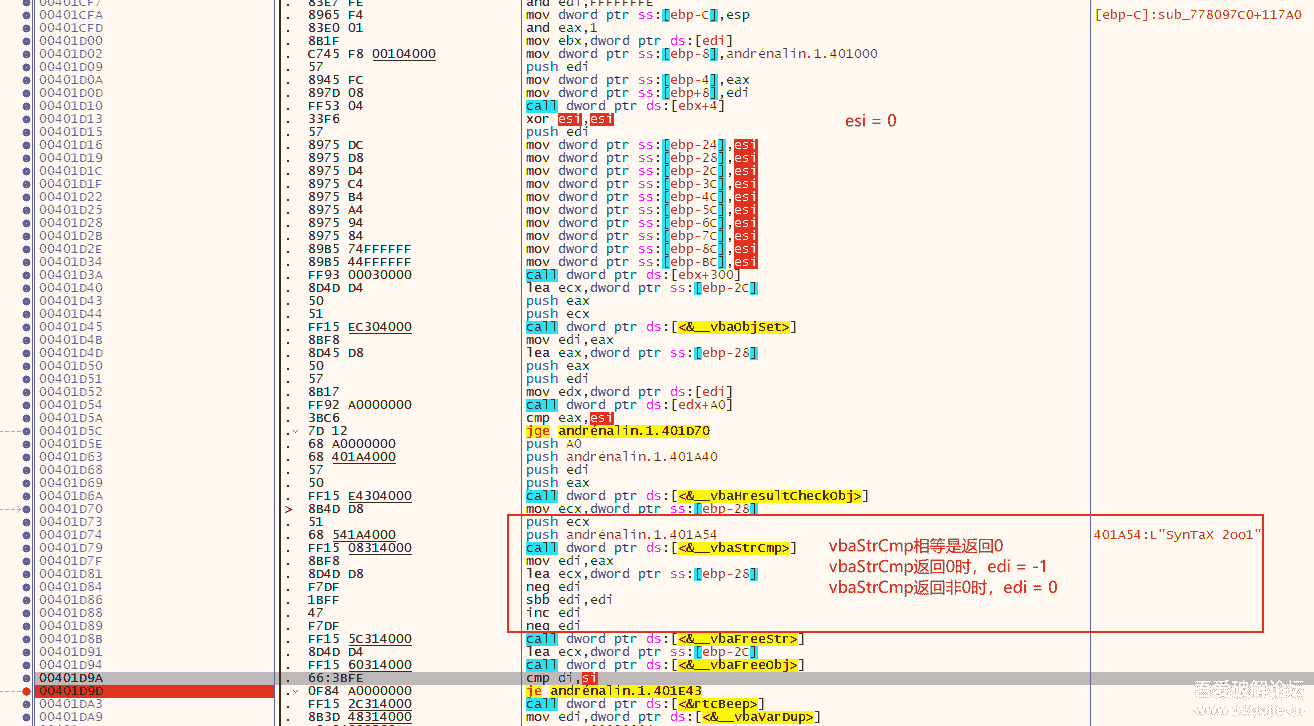 00401CF7 . 83E7 FE and edi,FFFFFFFE
00401CFA . 8965 F4 mov dword ptr ss:[ebp-C],esp [ebp-C]:sub_778097C0+117A0
00401CFD . 83E0 01 and eax,1
00401D00 . 8B1F mov ebx,dword ptr ds:[edi]
00401D02 . C745 F8 00104000 mov dword ptr ss:[ebp-8],andrénalin.1.401000
00401D09 . 57 push edi
00401D0A . 8945 FC mov dword ptr ss:[ebp-4],eax
00401D0D . 897D 08 mov dword ptr ss:[ebp+8],edi
00401D10 . FF53 04 call dword ptr ds:[ebx+4]
00401D13 . 33F6 xor esi,esi esi = 0
00401D15 . 57 push edi
00401D16 . 8975 DC mov dword ptr ss:[ebp-24],esi
00401D19 . 8975 D8 mov dword ptr ss:[ebp-28],esi
00401D1C . 8975 D4 mov dword ptr ss:[ebp-2C],esi
00401D1F . 8975 C4 mov dword ptr ss:[ebp-3C],esi
00401D22 . 8975 B4 mov dword ptr ss:[ebp-4C],esi
00401D25 . 8975 A4 mov dword ptr ss:[ebp-5C],esi
00401D28 . 8975 94 mov dword ptr ss:[ebp-6C],esi
00401D2B . 8975 84 mov dword ptr ss:[ebp-7C],esi
00401D2E . 89B5 74FFFFFF mov dword ptr ss:[ebp-8C],esi
00401D34 . 89B5 44FFFFFF mov dword ptr ss:[ebp-BC],esi
00401D3A . FF93 00030000 call dword ptr ds:[ebx+300]
00401D40 . 8D4D D4 lea ecx,dword ptr ss:[ebp-2C]
00401D43 . 50 push eax
00401D44 . 51 push ecx
00401D45 . FF15 EC304000 call dword ptr ds:[<&__vbaObjSet>]
00401D4B . 8BF8 mov edi,eax
00401D4D . 8D45 D8 lea eax,dword ptr ss:[ebp-28]
00401D50 . 50 push eax
00401D51 . 57 push edi
00401D52 . 8B17 mov edx,dword ptr ds:[edi]
00401D54 . FF92 A0000000 call dword ptr ds:[edx+A0]
00401D5A . 3BC6 cmp eax,esi
00401D5C . 7D 12 jge andrénalin.1.401D70
00401D5E . 68 A0000000 push A0
00401D63 . 68 401A4000 push andrénalin.1.401A40
00401D68 . 57 push edi
00401D69 . 50 push eax
00401D6A . FF15 E4304000 call dword ptr ds:[<&__vbaHresultCheckObj>]
00401D70 > 8B4D D8 mov ecx,dword ptr ss:[ebp-28]
00401D73 . 51 push ecx
00401D74 . 68 541A4000 push andrénalin.1.401A54 401A54:L"SynTaX 2oo1"
00401D79 . FF15 08314000 call dword ptr ds:[<&__vbaStrCmp>] vbaStrCmp相等是返回0
00401D7F . 8BF8 mov edi,eax vbaStrCmp返回0时，edi = -1
00401D81 . 8D4D D8 lea ecx,dword ptr ss:[ebp-28]
00401D84 . F7DF neg edi vbaStrCmp返回非0时，edi = 0
00401D86 . 1BFF sbb edi,edi
00401D88 . 47 inc edi
00401D89 . F7DF neg edi
00401D8B . FF15 5C314000 call dword ptr ds:[<&__vbaFreeStr>]
00401D91 . 8D4D D4 lea ecx,dword ptr ss:[ebp-2C]
00401D94 . FF15 60314000 call dword ptr ds:[<&__vbaFreeObj>]
00401D9A . 66:3BFE cmp di,si
00401D9D . 0F84 A0000000 je andrénalin.1.401E43
00401DA3 . FF15 2C314000 call dword ptr ds:[<&rtcBeep>]
00401DA9 . 8B3D 48314000 mov edi,dword ptr ds:[<&__vbaVarDup>]
吾爱破解论坛
www.52pojie.cn